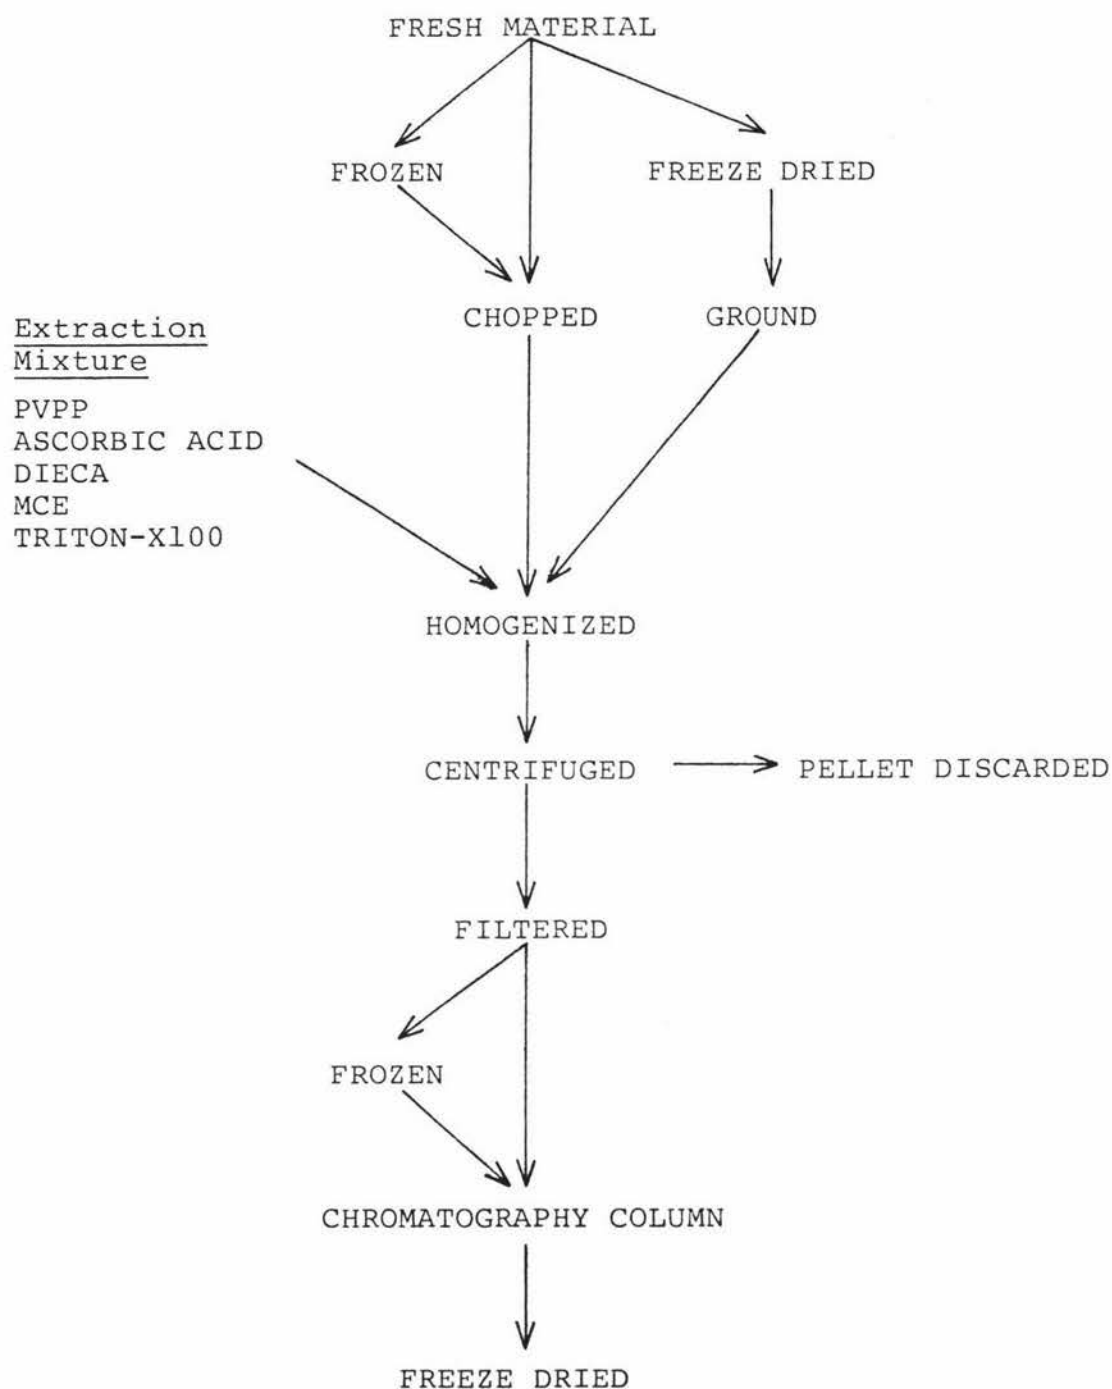 FRESH MATERIAL
FROZEN
FREEZE DRIED
CHOPPED
GROUND
Extraction
Mixture
PVPP
ASCORBIC ACID
DIECA
MCE
TRITON-X100
HOMOGENIZED
CENTRIFUGED
PELLET DISCARDED
FILTERED
FROZEN
CHROMATOGRAPHY COLUMN
FREEZE DRIED